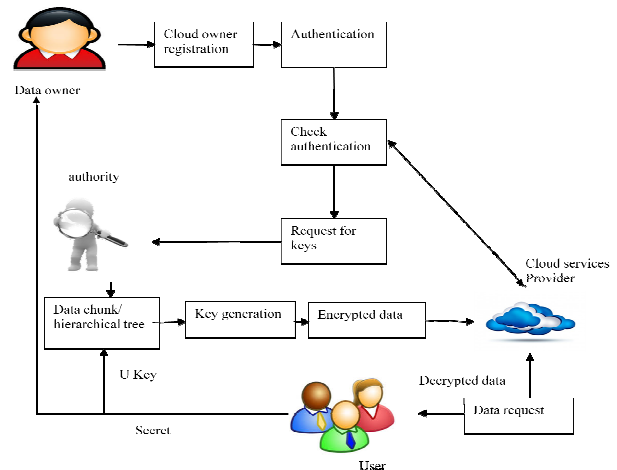 Cloud owner
registration
Authentication
Data owner
Check
authentication
authority
Request for
keys
Cloud services
Provider
Data chunk/
hierarchical tree
Key generation
Encrypted data
U Key
Decrypted data
Data request
Secret
User